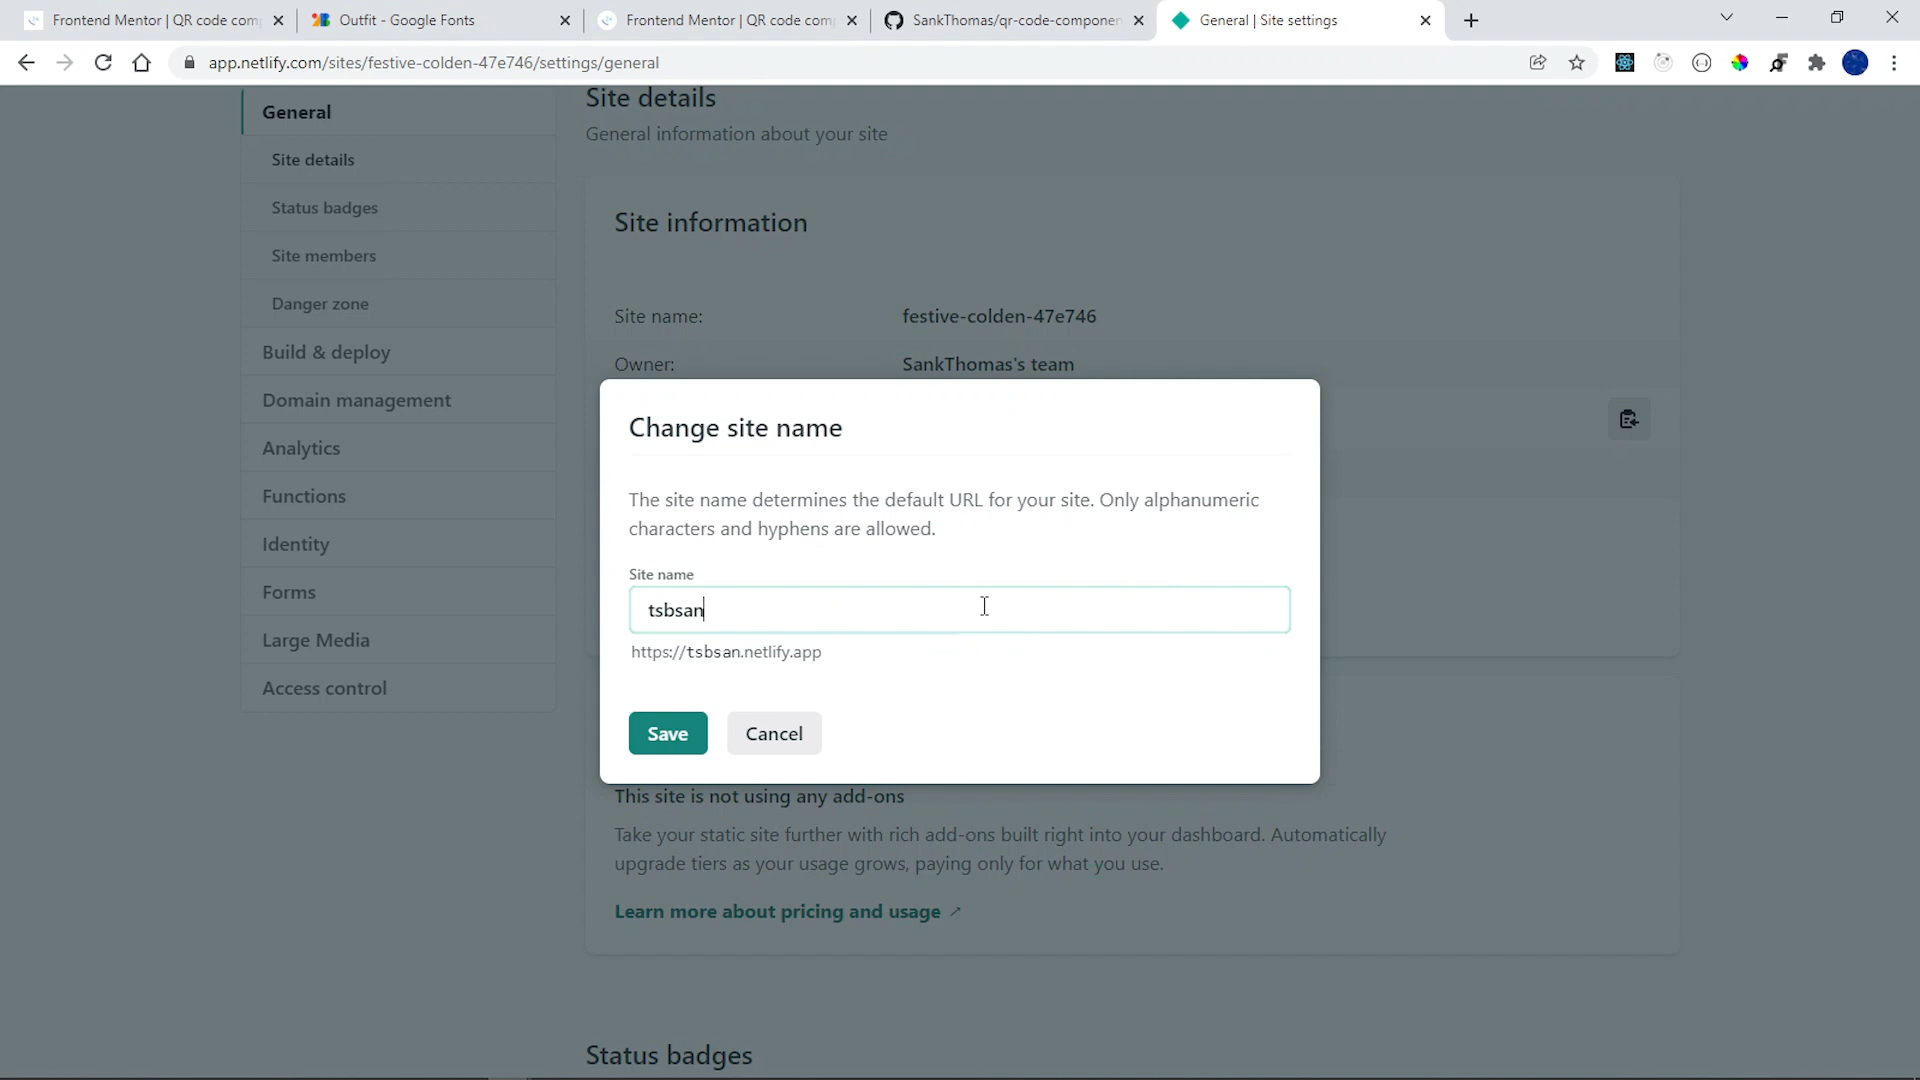 Frontend Mentor | QR code com
Outfit - Google Fonts
Frontend Mentor | QR code com
SankThomas/qr-code-componen
General | Site settings
app.netlify.com/sites/festive-colden-47e746/settings/general
General
Site details
Status badges
Site members
Danger zone
Build & deploy
Domain management
Analytics
Functions
Identity
Forms
Large Media
Access control
Site details
General information about your site
Site information
Site name: festive-colden-47e746
Owner: SankThomas's team
Change site name
The site name determines the default URL for your site. Only alphanumeric
characters and hyphens are allowed.
Site name
tsbsan
https://tsbsan.netlify.app
Save Cancel
This site is not using any add-ons
Take your static site further with rich add-ons built right into your dashboard. Automatically
upgrade tiers as your usage grows, paying only for what you use.
Learn more about pricing and usage
Status badges